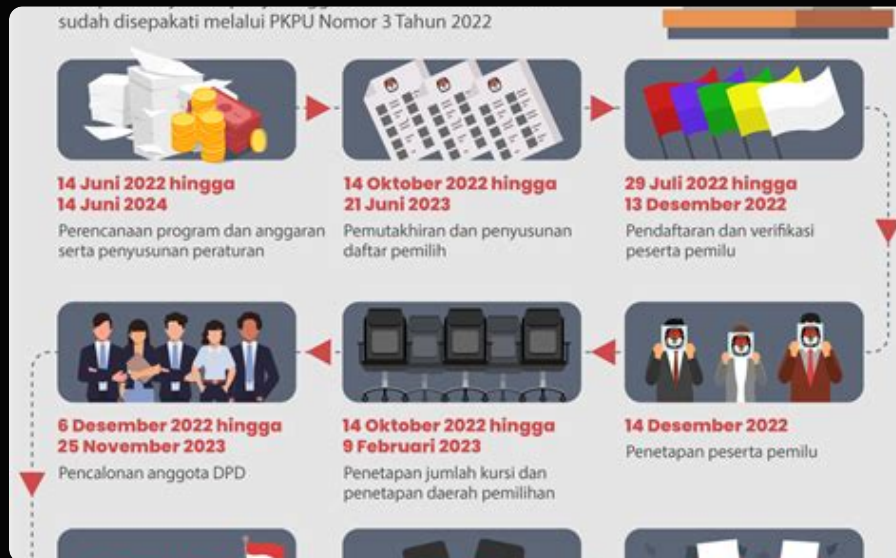 sudah disepakati melalui PKPU Nomor 3 Tahun 2022
14 Juni 2022 hingga
14 Juni 2024
Perencanaan program dan anggaran
serta penyusunan peraturan
14 Oktober 2022 hingga
21 Juni 2023
Pemutakhiran dan penyusunan
daftar pemilih
29 Juli 2022 hingga
13 Desember 2022
Pendaftaran dan verifikasi
peserta pemilu
14 Desember 2022
Penetapan peserta pemilu
14 Oktober 2022 hingga
9 Februari 2023
Penetapan jumlah kursi dan
penetapan daerah pemilihan
6 Desember 2022 hingga
25 November 2023
Pencalonan anggota DPD